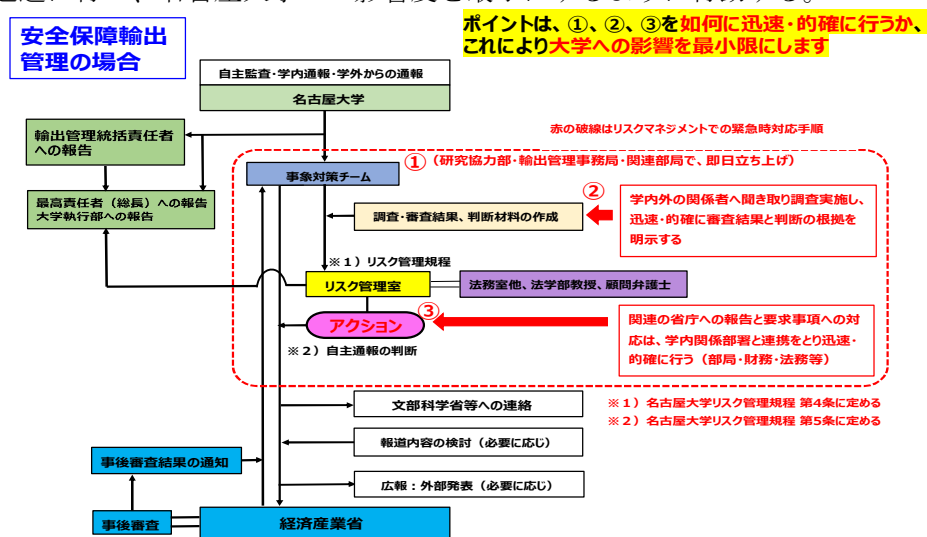 ポイントは、①、②、③を如何に迅速・的確に行うか、
これにより大学への影響を最小限にします
安全保障輸出
管理の場合
自主監査・学内通報・学外からの通報
名古屋大学
輸出管理統括責任者
への報告
赤の破線はリスクマネジメントでの緊急時対応手順
①(研究協力部・輸出管理事務局・関連部局で、即日立ち上げ)
事象対策チーム
最高責任者(総長)への報告
大学執行部への報告
②
調査・審査結果、判断材料の作成
学内外の関係者へ聞き取り調査実施し、
迅速・的確に審査結果と判断の根拠を
明示する
※1)リスク管理規程
リスク管理室
法務室他、法学部教授、顧問弁護士
③
アクション
関連の省庁への報告と要求事項への対
応は、学内関係部署と連携をとり迅速・
的確に行う(部局・財務・法務等)
※2)自主通報の判断
文部科学省等への連絡
※1)名古屋大学リスク管理規程 第4条に定める
※2)名古屋大学リスク管理規程 第5条に定める
報道内容の検討(必要に応じ)
事後審査結果の通知
広報:外部発表(必要に応じ)
事後審査
経済産業省